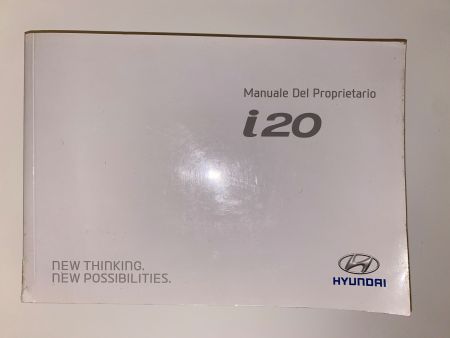 Manuale Del Proprietario
i20
NEW THINKING.
NEW POSSIBILITIES.
HYUNDAI